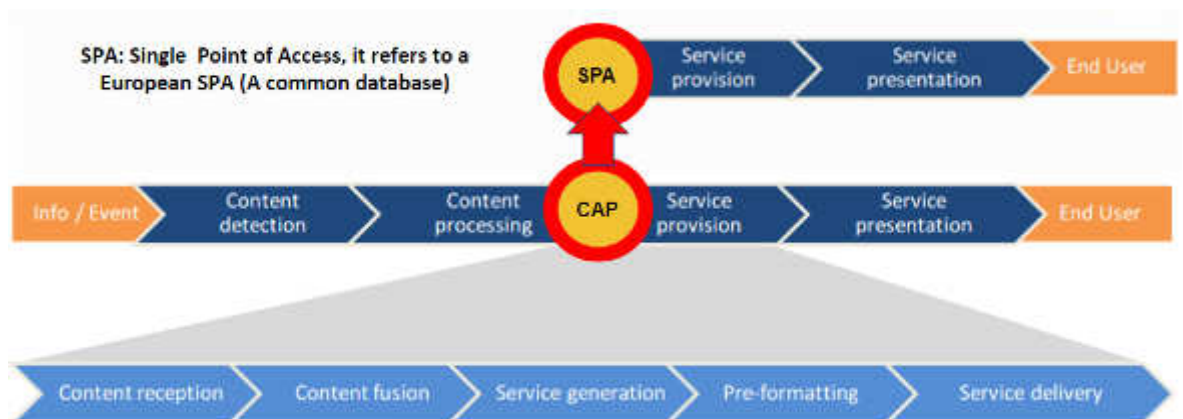 SPA: Single Point of Access, it refers to a
European SPA (A common database)
SPA
Service
provision
Service
presentation
End User
Info / Event
Content
detection
Content
processing
CAP
Service
provision
Service
presentation
End User
Content reception
Content fusion
Service generation
Pre-formatting
Service delivery